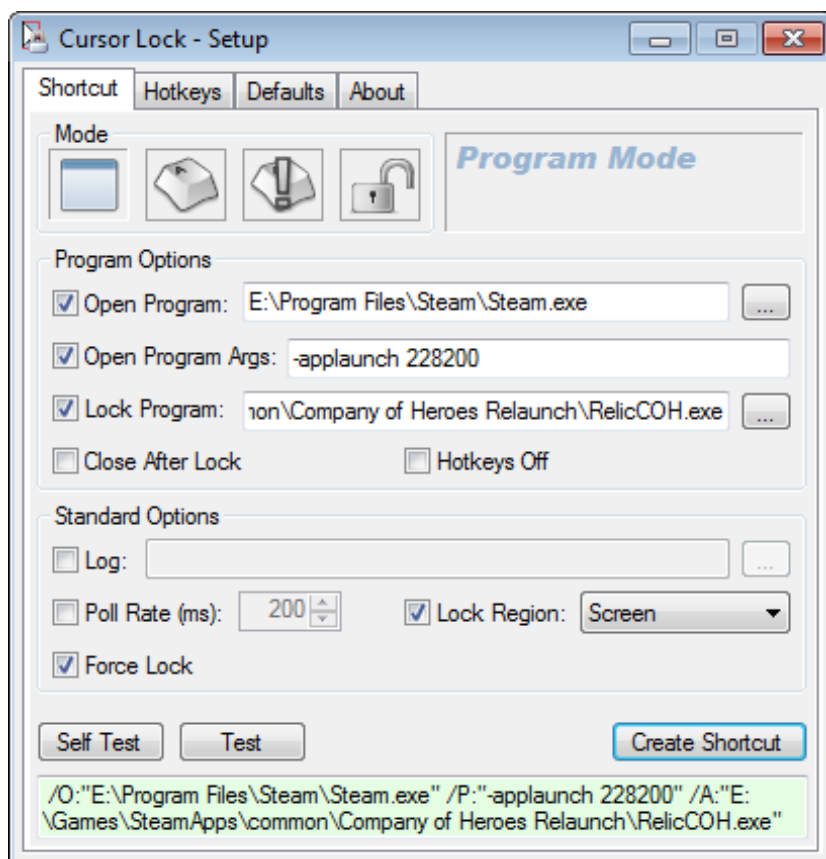 Cursor Lock - Setup
Shortcut Hotkeys Defaults About
Mode
Program Mode
Program Options
Open Program: E:\Program Files\Steam\Steam.exe ...
Open Program Args: -applaunch 228200
Lock Program: non\Company of Heroes Relaunch\RelicCOH.exe ...
Close After Lock Hotkeys Off
Standard Options
Log: ...
Poll Rate (ms): 200 Lock Region: Screen
Force Lock
Self Test Test Create Shortcut
/O:"E:\Program Files\Steam\Steam.exe" /P:"-applaunch 228200" /A:"E:
\Games\SteamApps\common\Company of Heroes Relaunch\RelicCOH.exe"